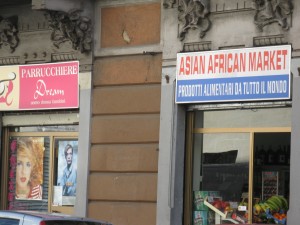 PARRUCCHIERE
Dream
ASIAN AFRICAN MARKET
PRODOTTI ALIMENTARI DA TUTTO IL MONDO